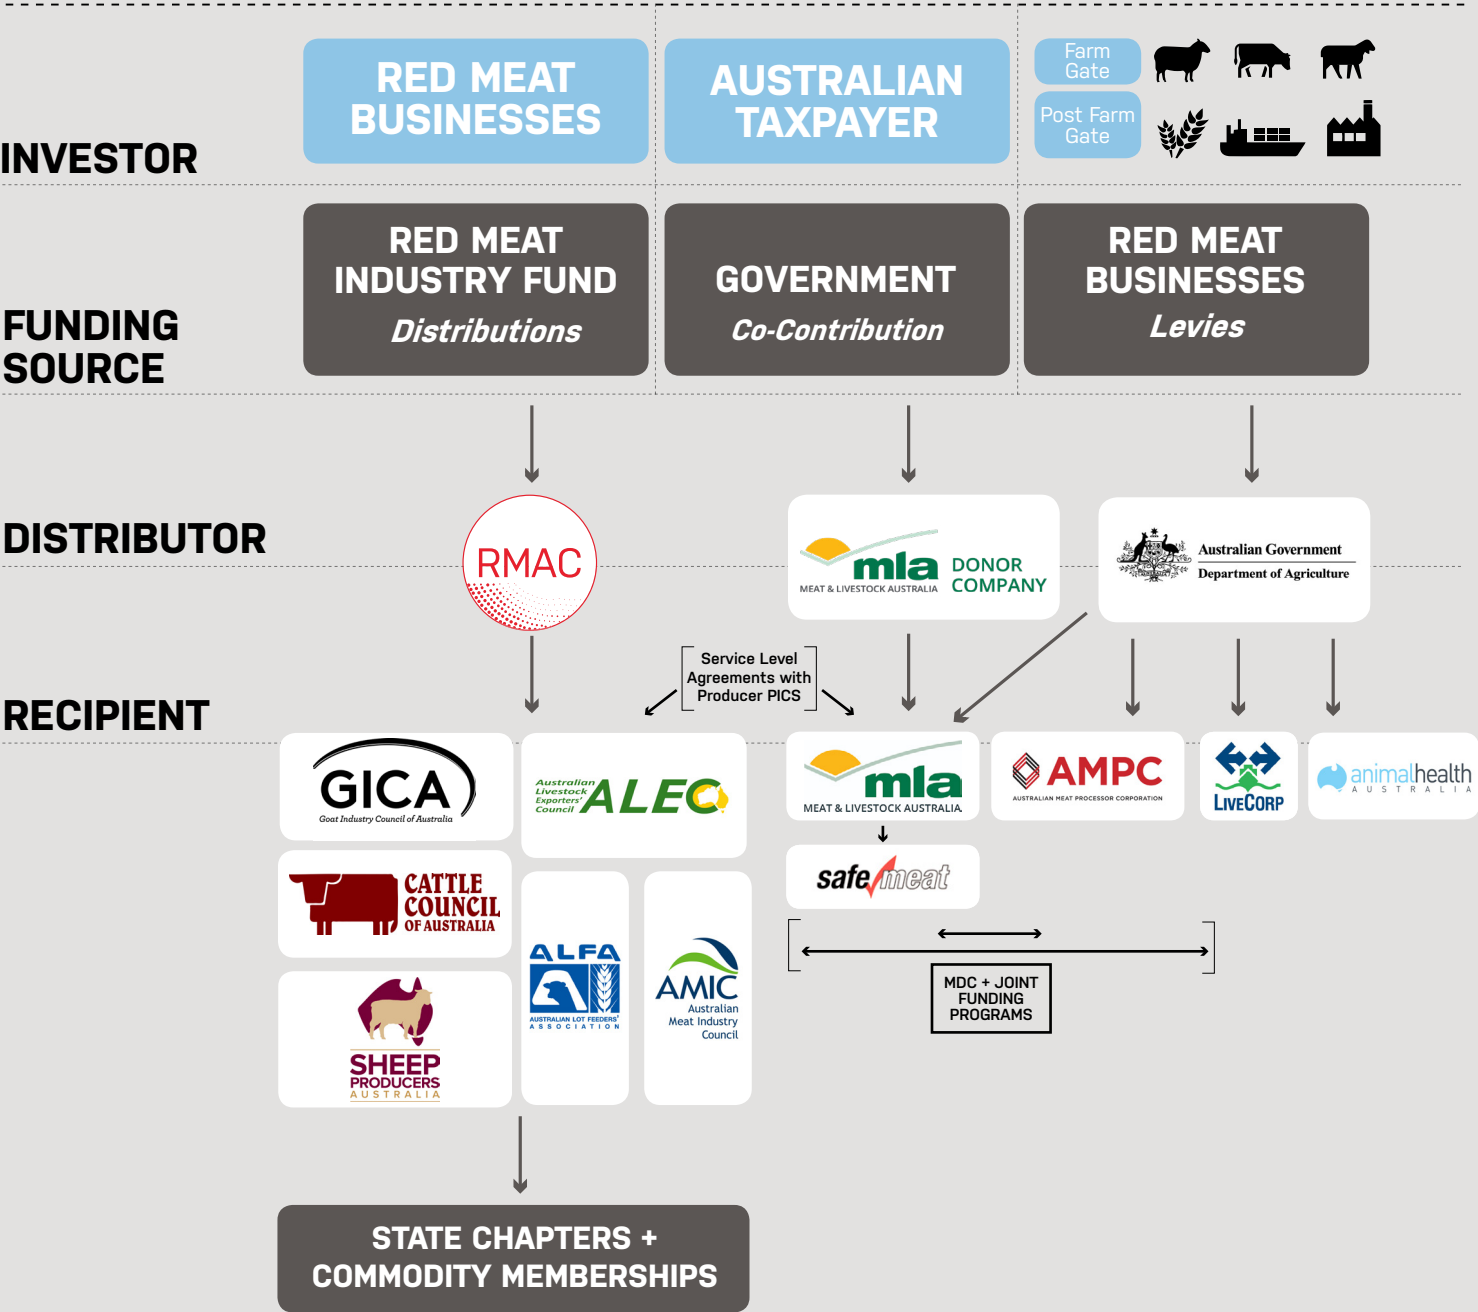 INVESTOR
RED MEAT
BUSINESSES
AUSTRALIAN
TAXPAYER
Farm
Gate
Post Farm
Gate
FUNDING
SOURCE
RED MEAT
INDUSTRY FUND
Distributions
GOVERNMENT
Co-Contribution
RED MEAT
BUSINESSES
Levies
DISTRIBUTOR
RMAC
mla
MEAT & LIVESTOCK AUSTRALIA
DONOR
COMPANY
Australian Government
Department of Agriculture
RECIPIENT
Service Level
Agreements with
Producer PICS
GICA
Goat Industry Council of Australia
Australian
Livestock
Exporters'
Council
ALEC
mla
MEAT & LIVESTOCK AUSTRALIA
AMPC
AUSTRALIAN MEAT PROCESSOR CORPORATION
LIVECORP
animalhealth
AUSTRALIA
CATTLE
COUNCIL
OF AUSTRALIA
safemeat
SHEEP
PRODUCERS
AUSTRALIA
ALFA
AUSTRALIAN LOT FEEDERS'
ASSOCIATION
AMIC
Australian
Meat Industry
Council
MDC + JOINT
FUNDING
PROGRAMS
STATE CHAPTERS +
COMMODITY MEMBERSHIPS